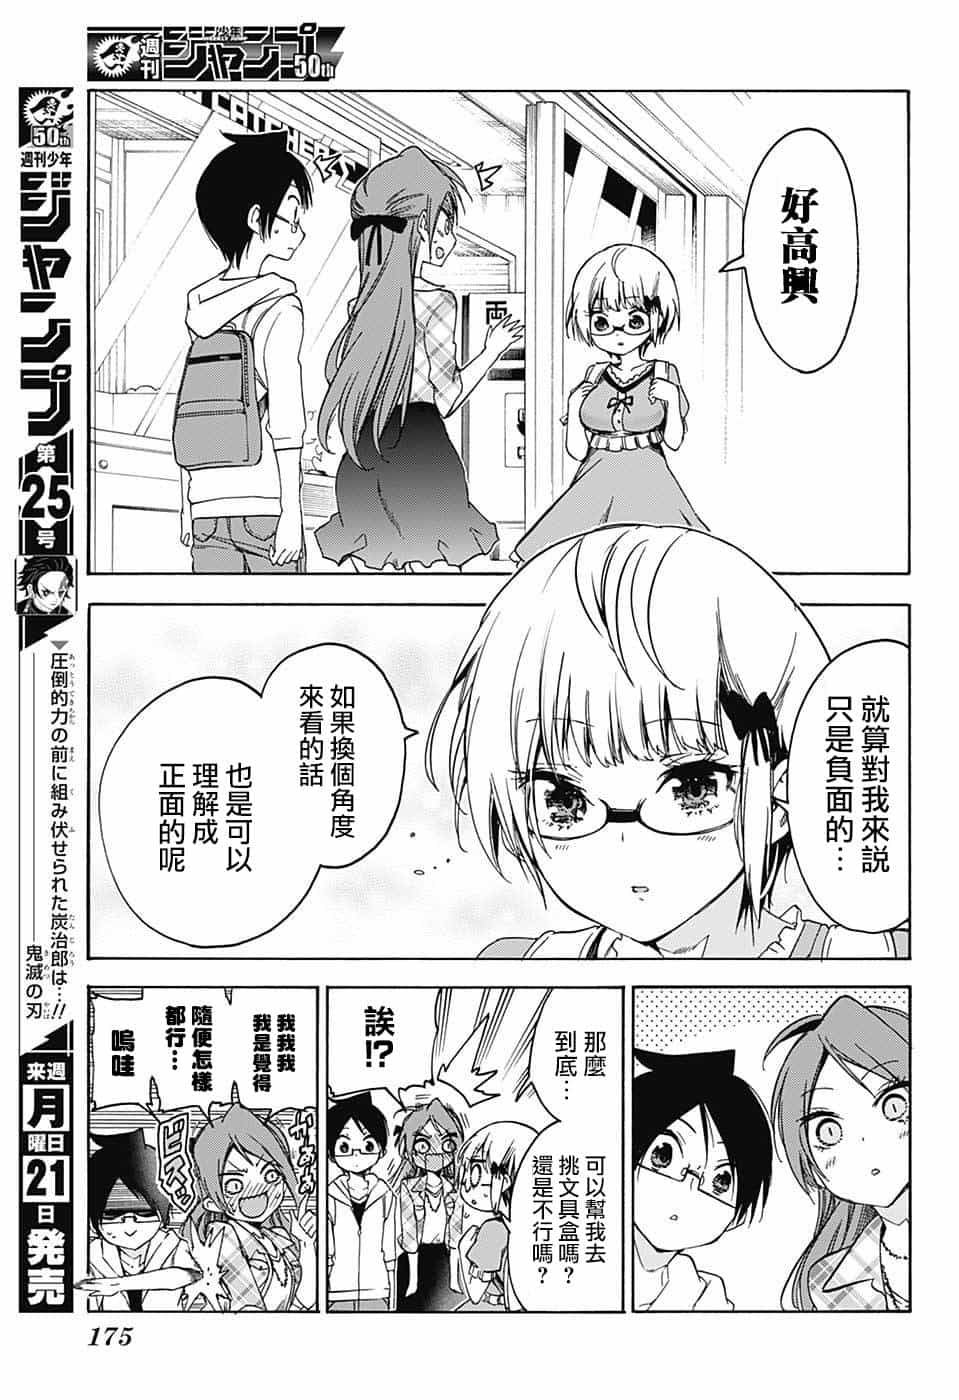 週刊
少年
ジャンプ
50th
50th
週刊少年
ジャンプ
第
25
号
圧倒的力の前に組み伏せられた炭治郎は…!!
鬼滅の刃
来週
月
曜日
21
日
発売
CATCHER
両
好高興
就算對我來說
只是負面的…
如果換個角度
來看的話
也是可以
理解成
正面的呢
那麼
到底…
可以幫我去
挑文具盒嗎?
還是不行嗎?
誒!?
我我我
我是覺得
隨便怎樣
都行…
嗚哇
ビスッ
175